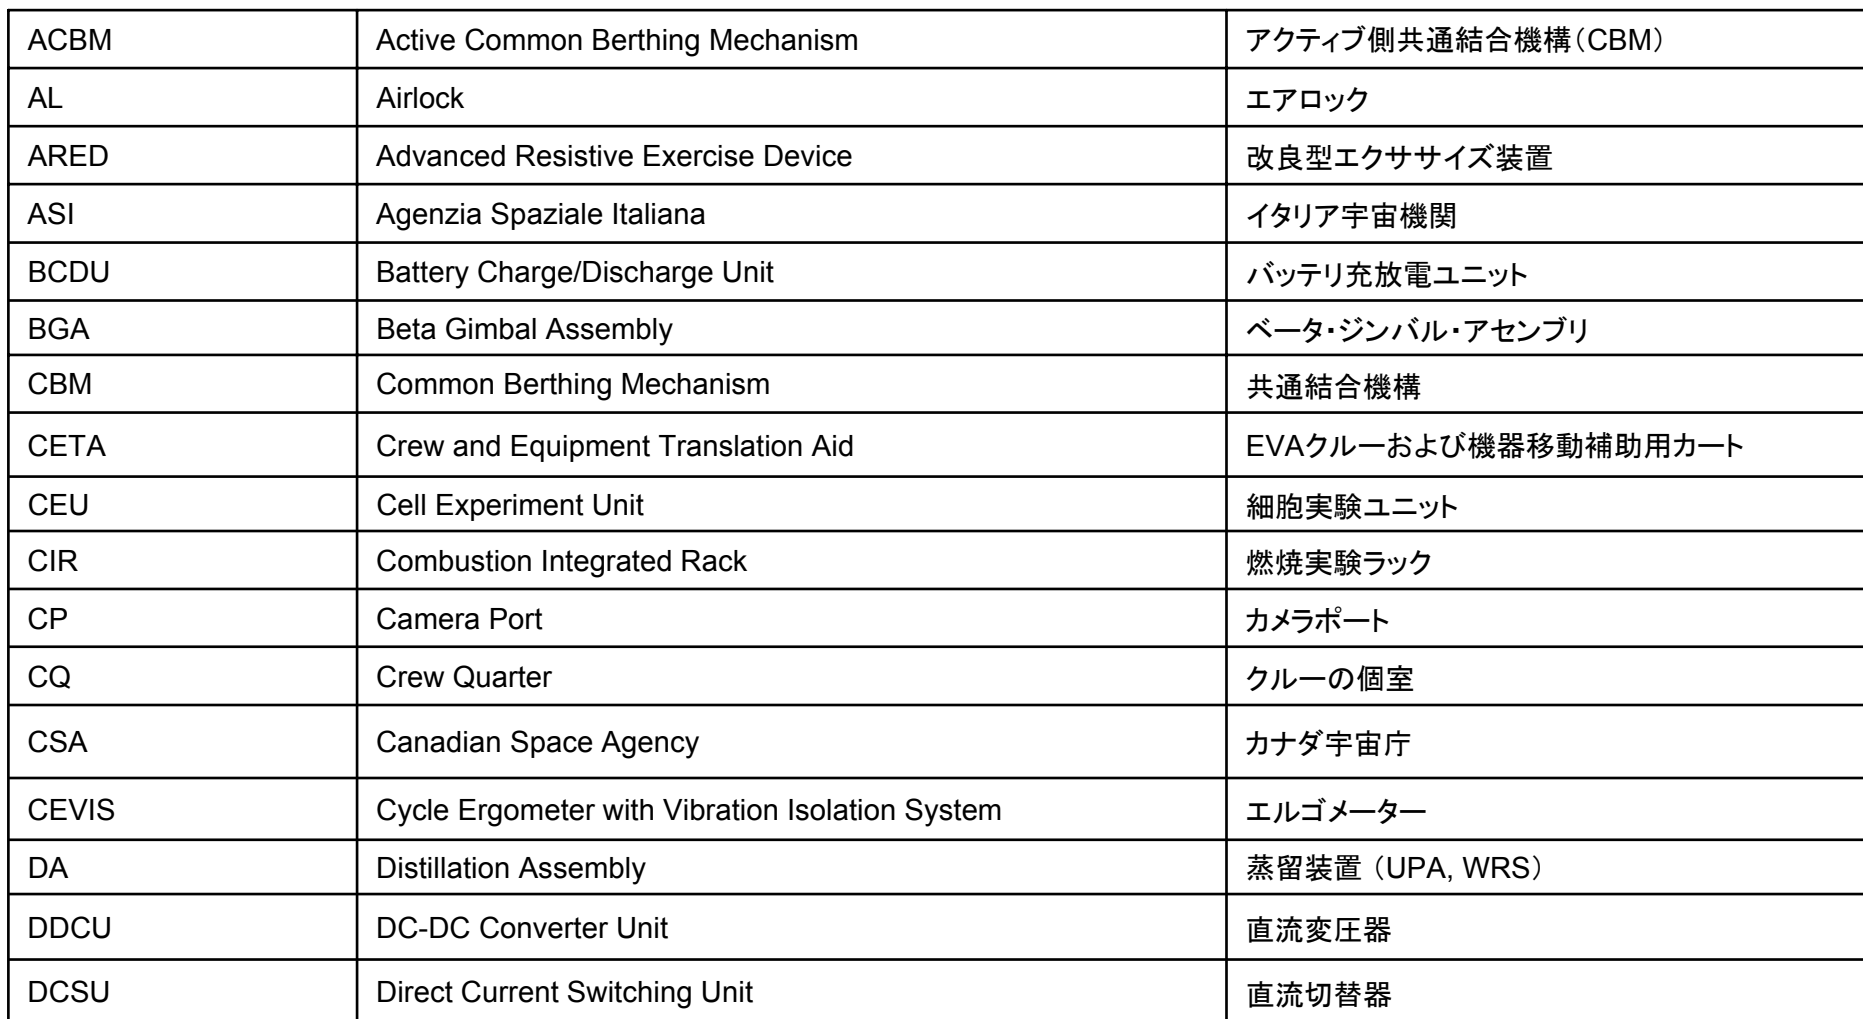 ACBM Active Common Berthing Mechanism アクティブ側共通結合機構（CBM）
AL Airlock エアロック
ARED Advanced Resistive Exercise Device 改良型エクササイズ装置
ASI Agenzia Spaziale Italiana イタリア宇宙機関
BCDU Battery Charge/Discharge Unit バッテリ充放電ユニット
BGA Beta Gimbal Assembly ベータ・ジンバル・アセンブリ
CBM Common Berthing Mechanism 共通結合機構
CETA Crew and Equipment Translation Aid EVAクルーおよび機器移動補助用カート
CEU Cell Experiment Unit 細胞実験ユニット
CIR Combustion Integrated Rack 燃焼実験ラック
CP Camera Port カメラポート
CQ Crew Quarter クルーの個室
CSA Canadian Space Agency カナダ宇宙庁
CEVIS Cycle Ergometer with Vibration Isolation System エルゴメーター
DA Distillation Assembly 蒸留装置（UPA, WRS）
DDCU DC-DC Converter Unit 直流変圧器
DCSU Direct Current Switching Unit 直流切替器